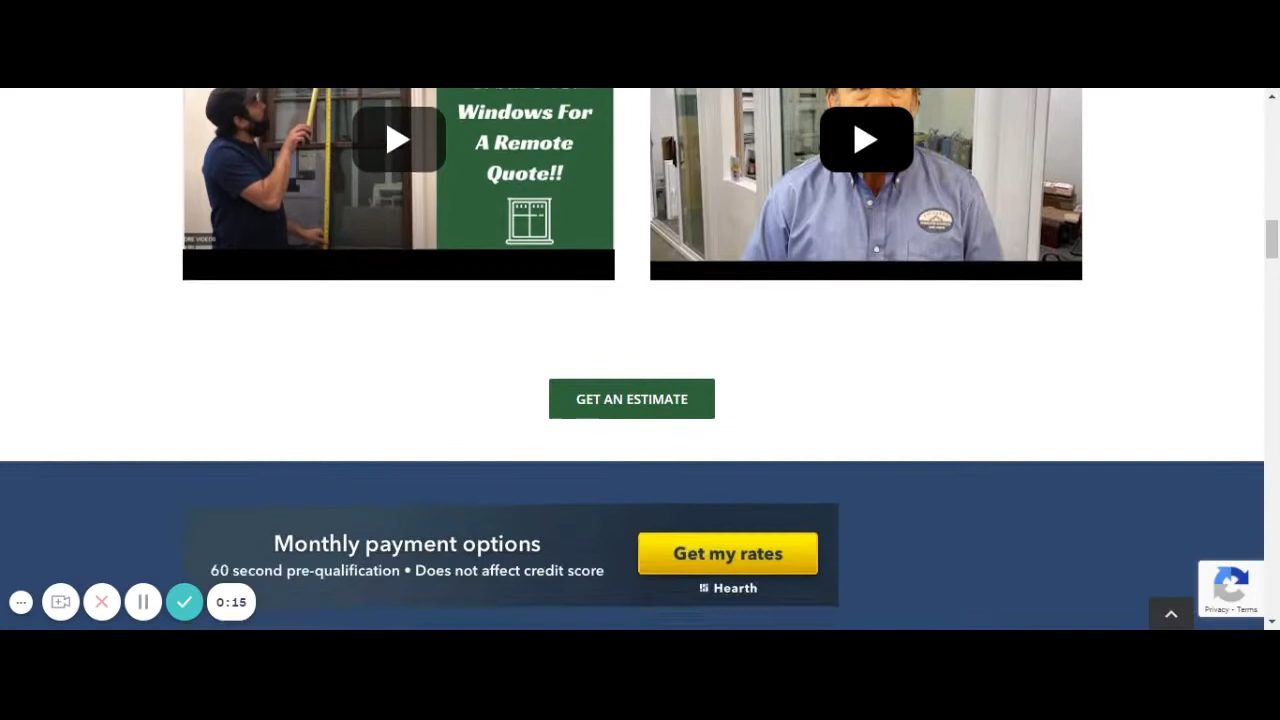 Windows For
A Remote
Quote!!
GET AN ESTIMATE
Monthly payment options
60 second pre-qualification • Does not affect credit score
Get my rates
Hearth
0:15
Privacy - Terms